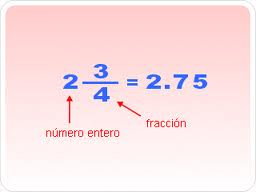 2 3/4 = 2.75
número entero
fracción